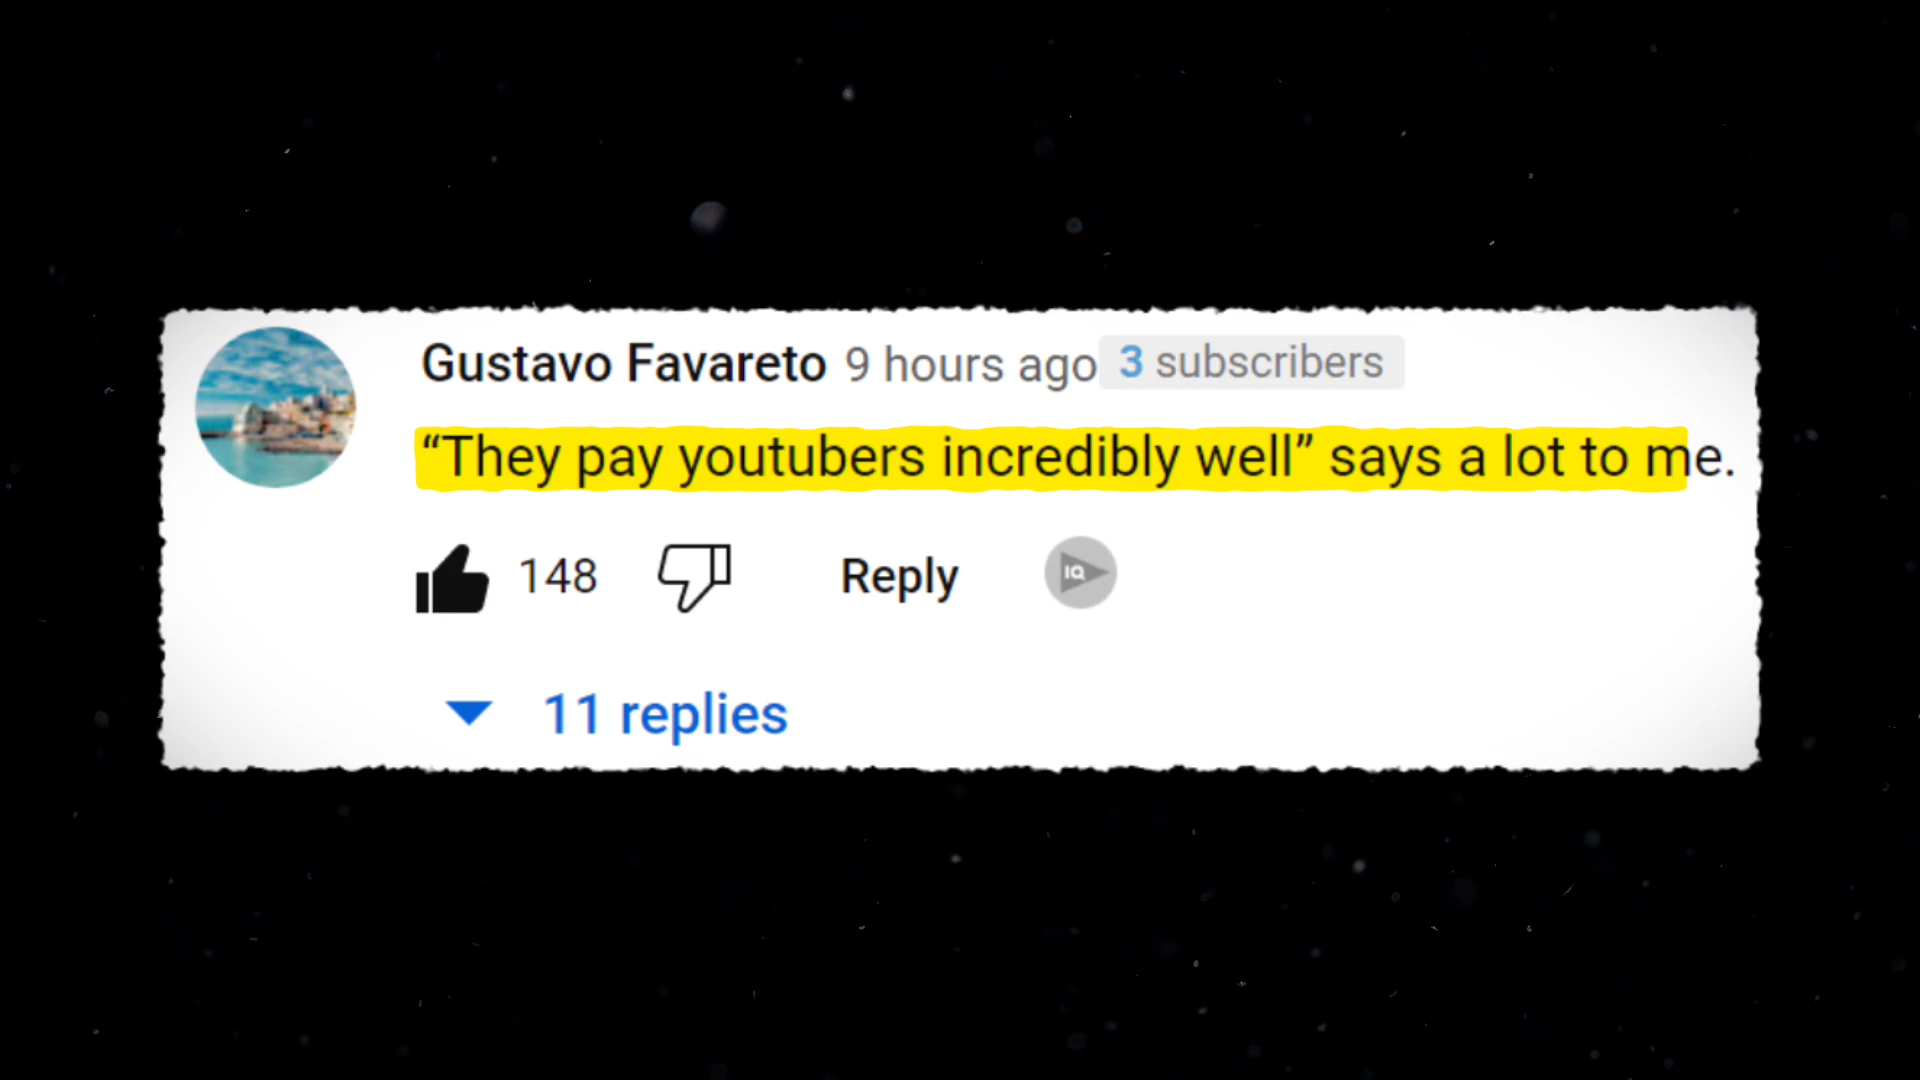 Gustavo Favareto 9 hours ago 3 subscribers
“They pay youtubers incredibly well” says a lot to me.
148 Reply IQ
11 replies